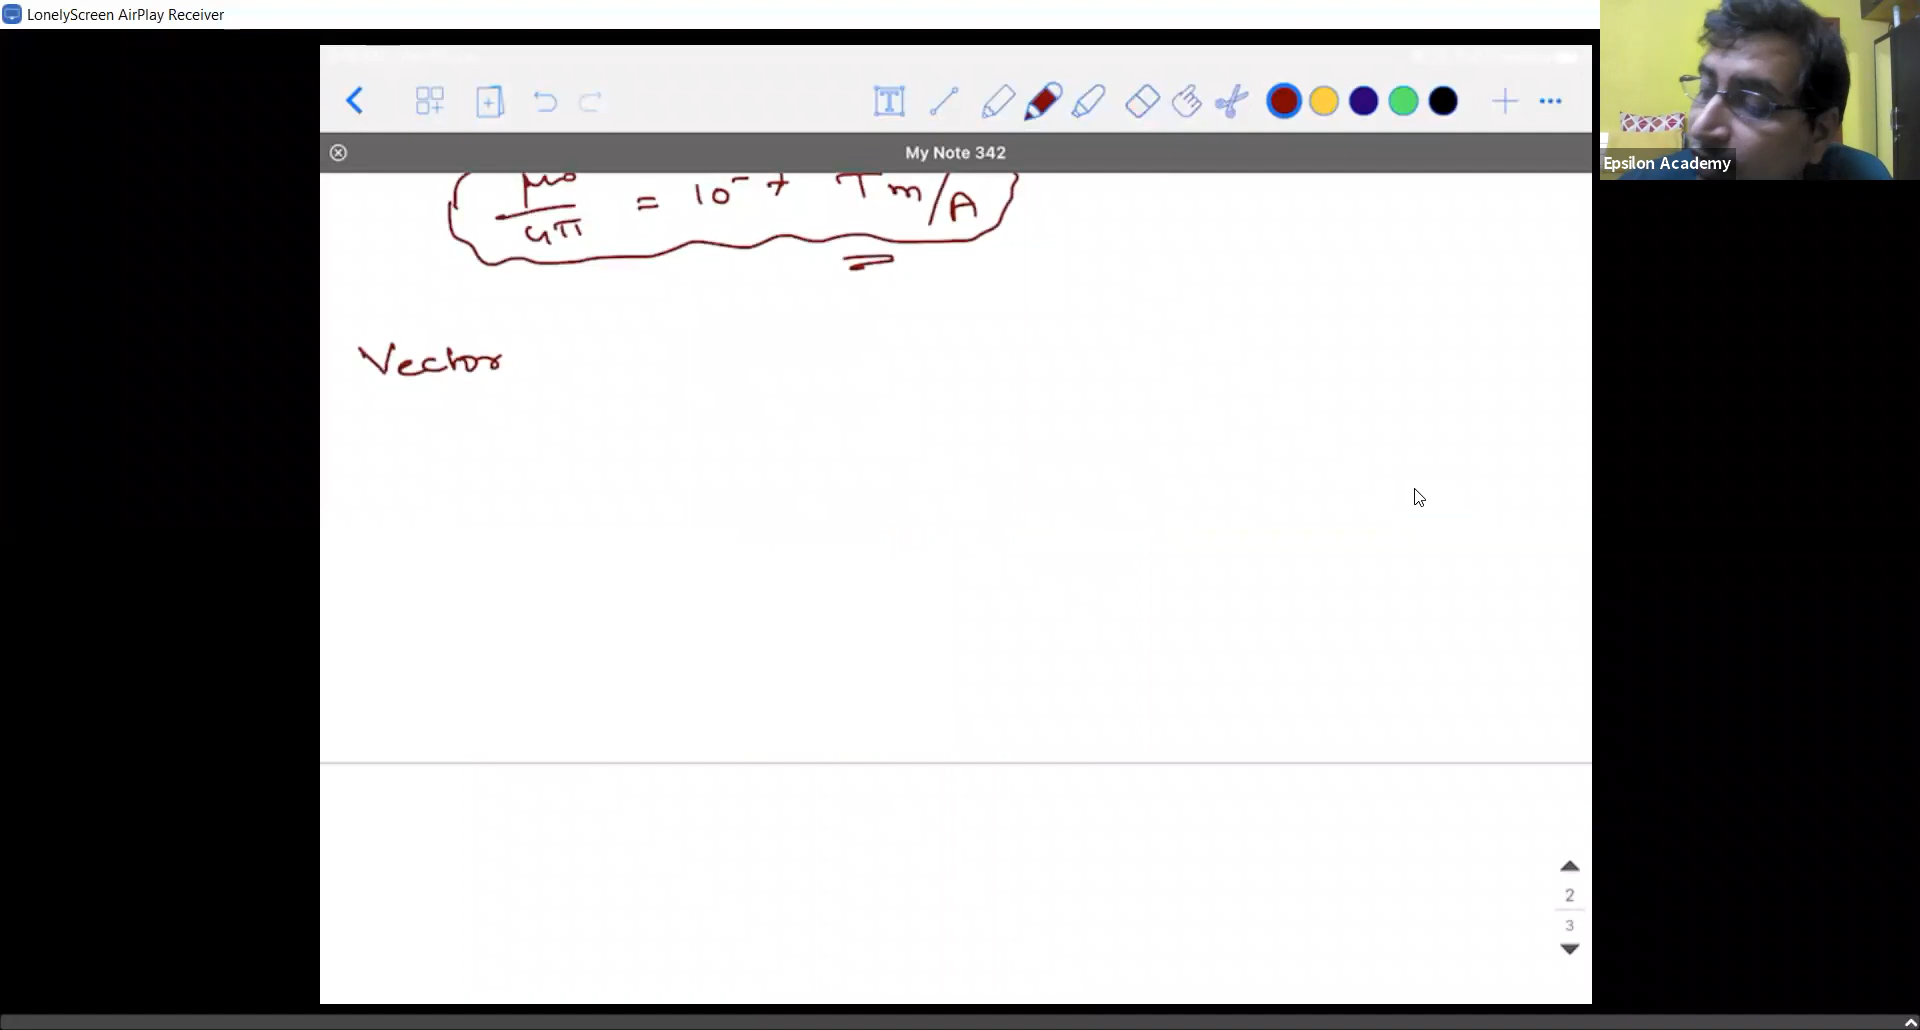 LonelyScreen AirPlay Receiver
Epsilon Academy
T
My Note 342
μ₀/4π = 10⁻⁷ Tm/A
Vector
2
3